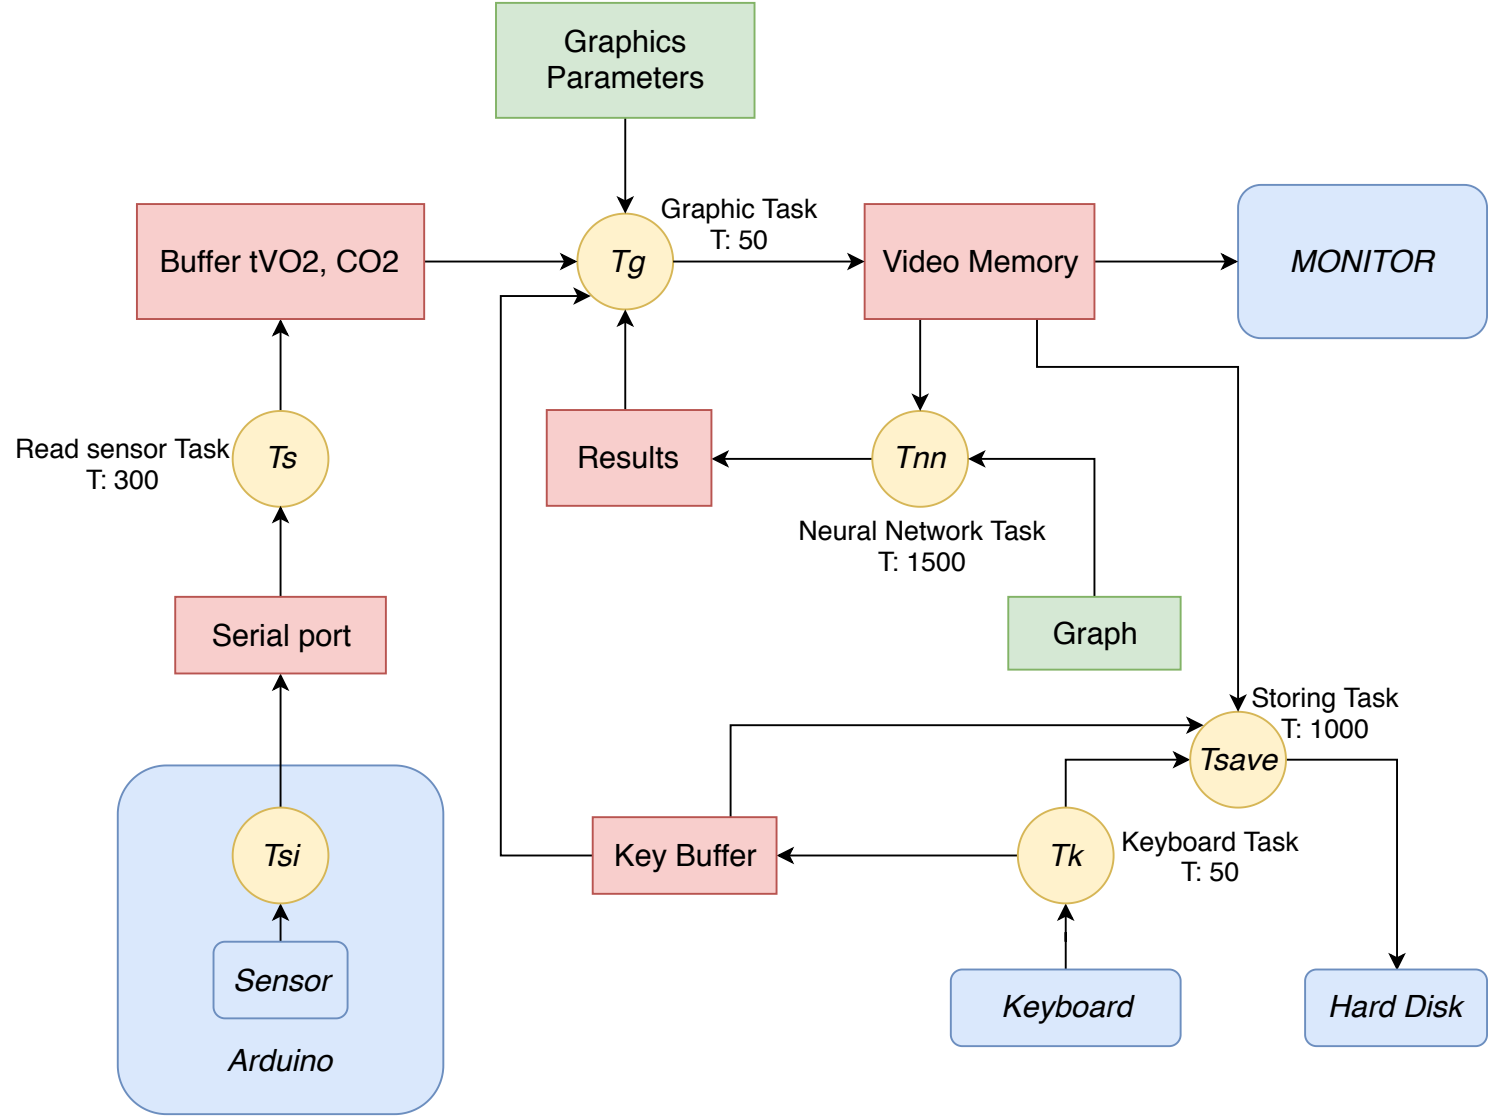 Graphics
Parameters
Graphic Task
T: 50
Buffer tVO2, CO2
Tg
Video Memory
MONITOR
Read sensor Task
T: 300
Ts
Results
Tnn
Neural Network Task
T: 1500
Serial port
Graph
Storing Task
T: 1000
Tsave
Tsi
Key Buffer
Tk
Keyboard Task
T: 50
Sensor
Keyboard
Hard Disk
Arduino